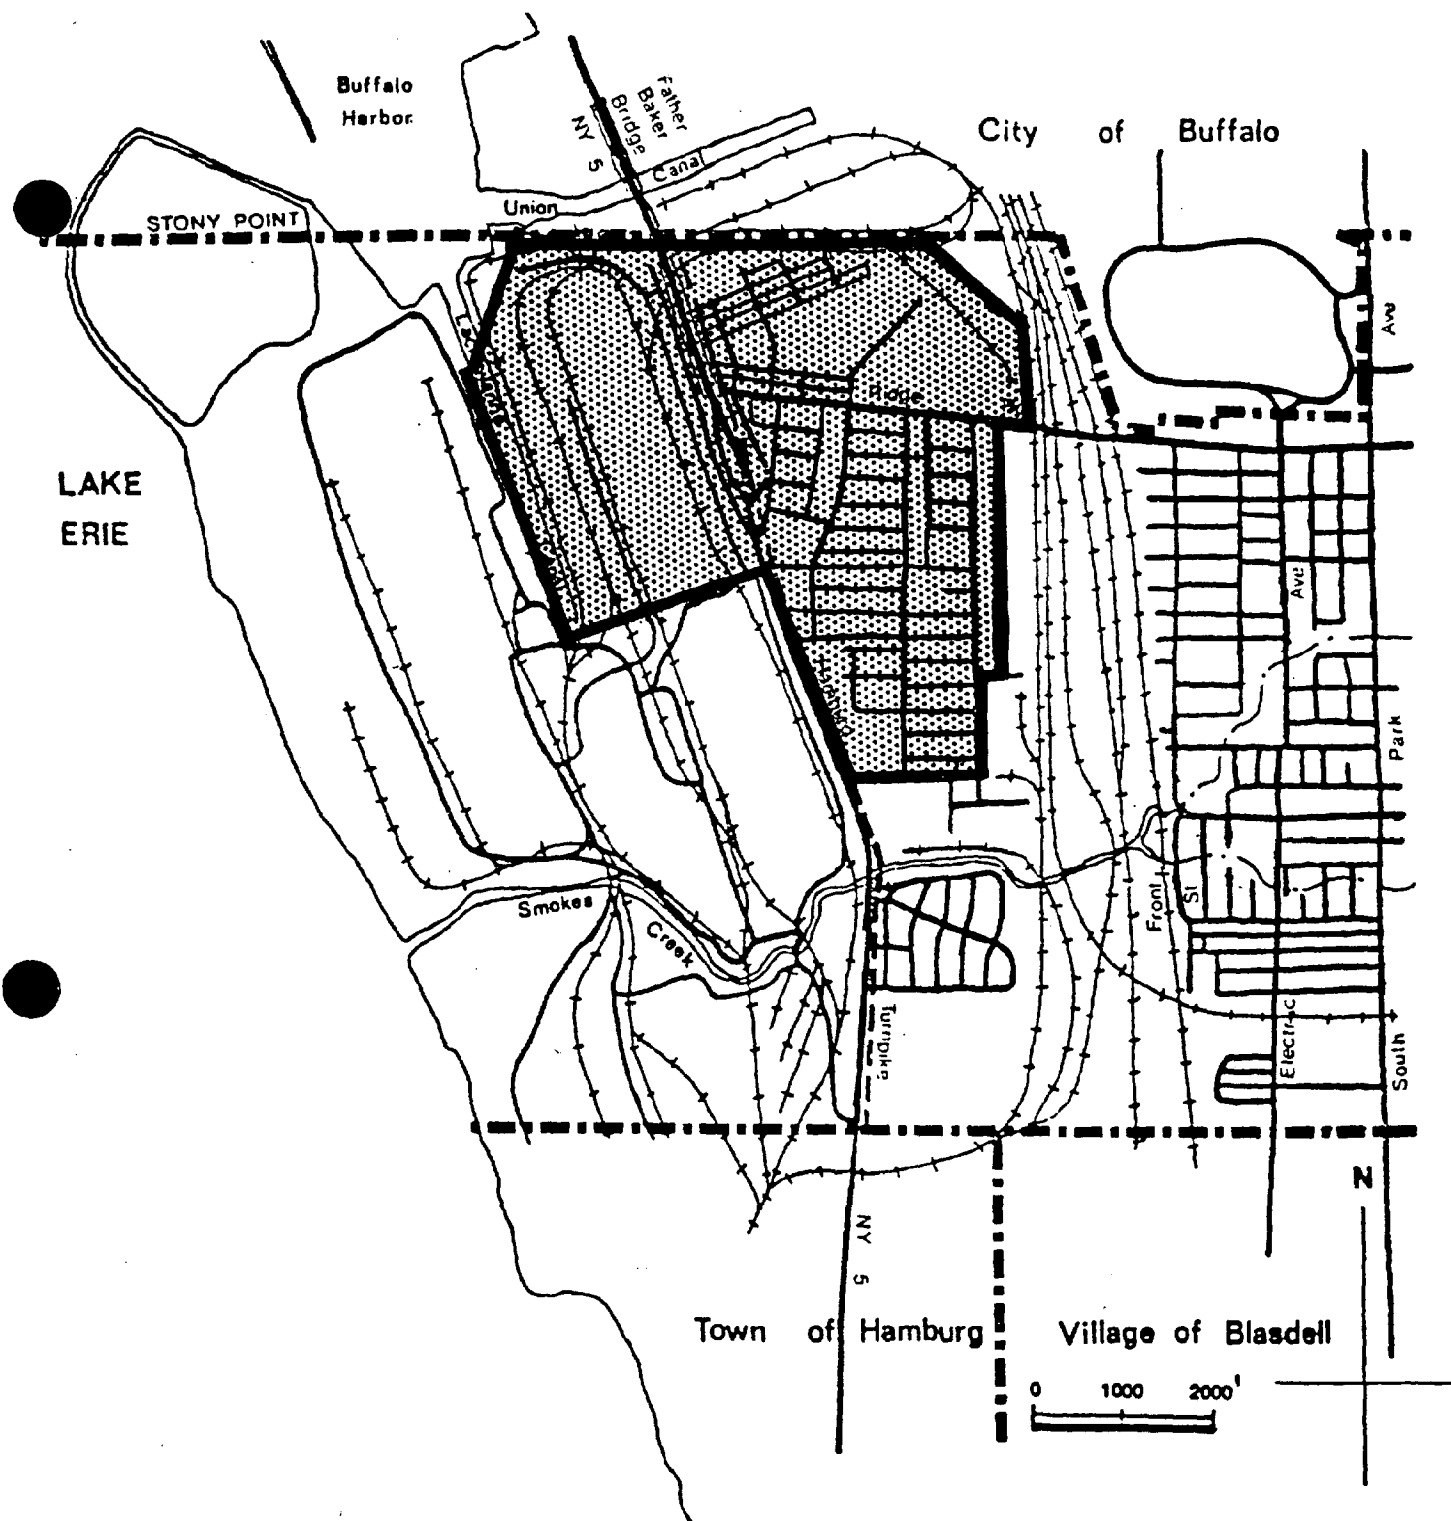 Buffalo
Harbor
Father
Baker
Bridge
NY 5
City of Buffalo
Canal
Union
STONY POINT
Ave
Ridge
LAKE
ERIE
Ave
Park
Front
St
Smokes
Creek
Turnpike
Electric
South
N
NY 5
Town of Hamburg
Village of Blasdell
0 1000 2000'